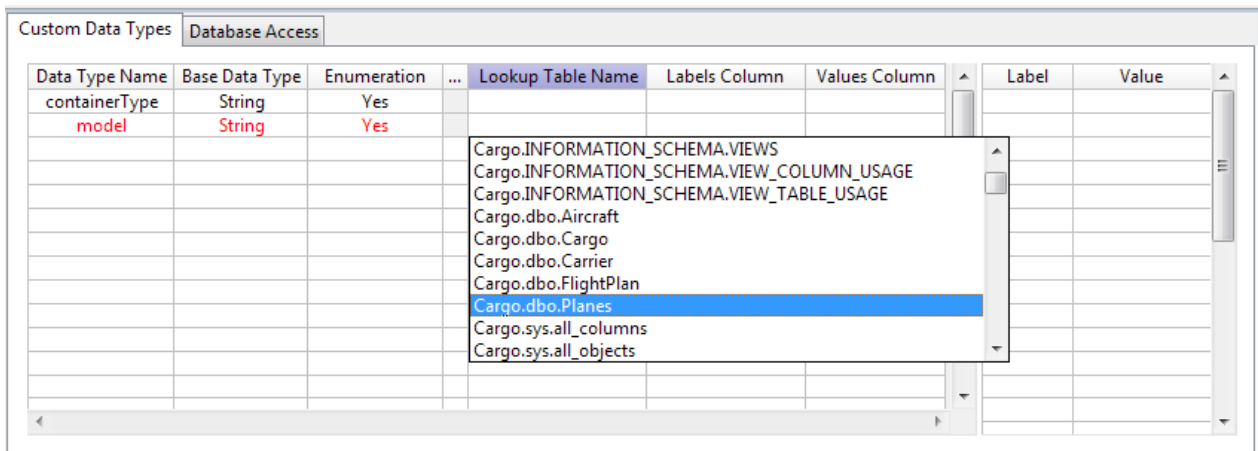 Custom Data Types Database Access
Data Type Name Base Data Type Enumeration ... Lookup Table Name Labels Column Values Column Label Value
containerType String Yes
model String Yes
Cargo.INFORMATION_SCHEMA.VIEWS
Cargo.INFORMATION_SCHEMA.VIEW_COLUMN_USAGE
Cargo.INFORMATION_SCHEMA.VIEW_TABLE_USAGE
Cargo.dbo.Aircraft
Cargo.dbo.Cargo
Cargo.dbo.Carrier
Cargo.dbo.FlightPlan
Cargo.dbo.Planes
Cargo.sys.all_columns
Cargo.sys.all_objects